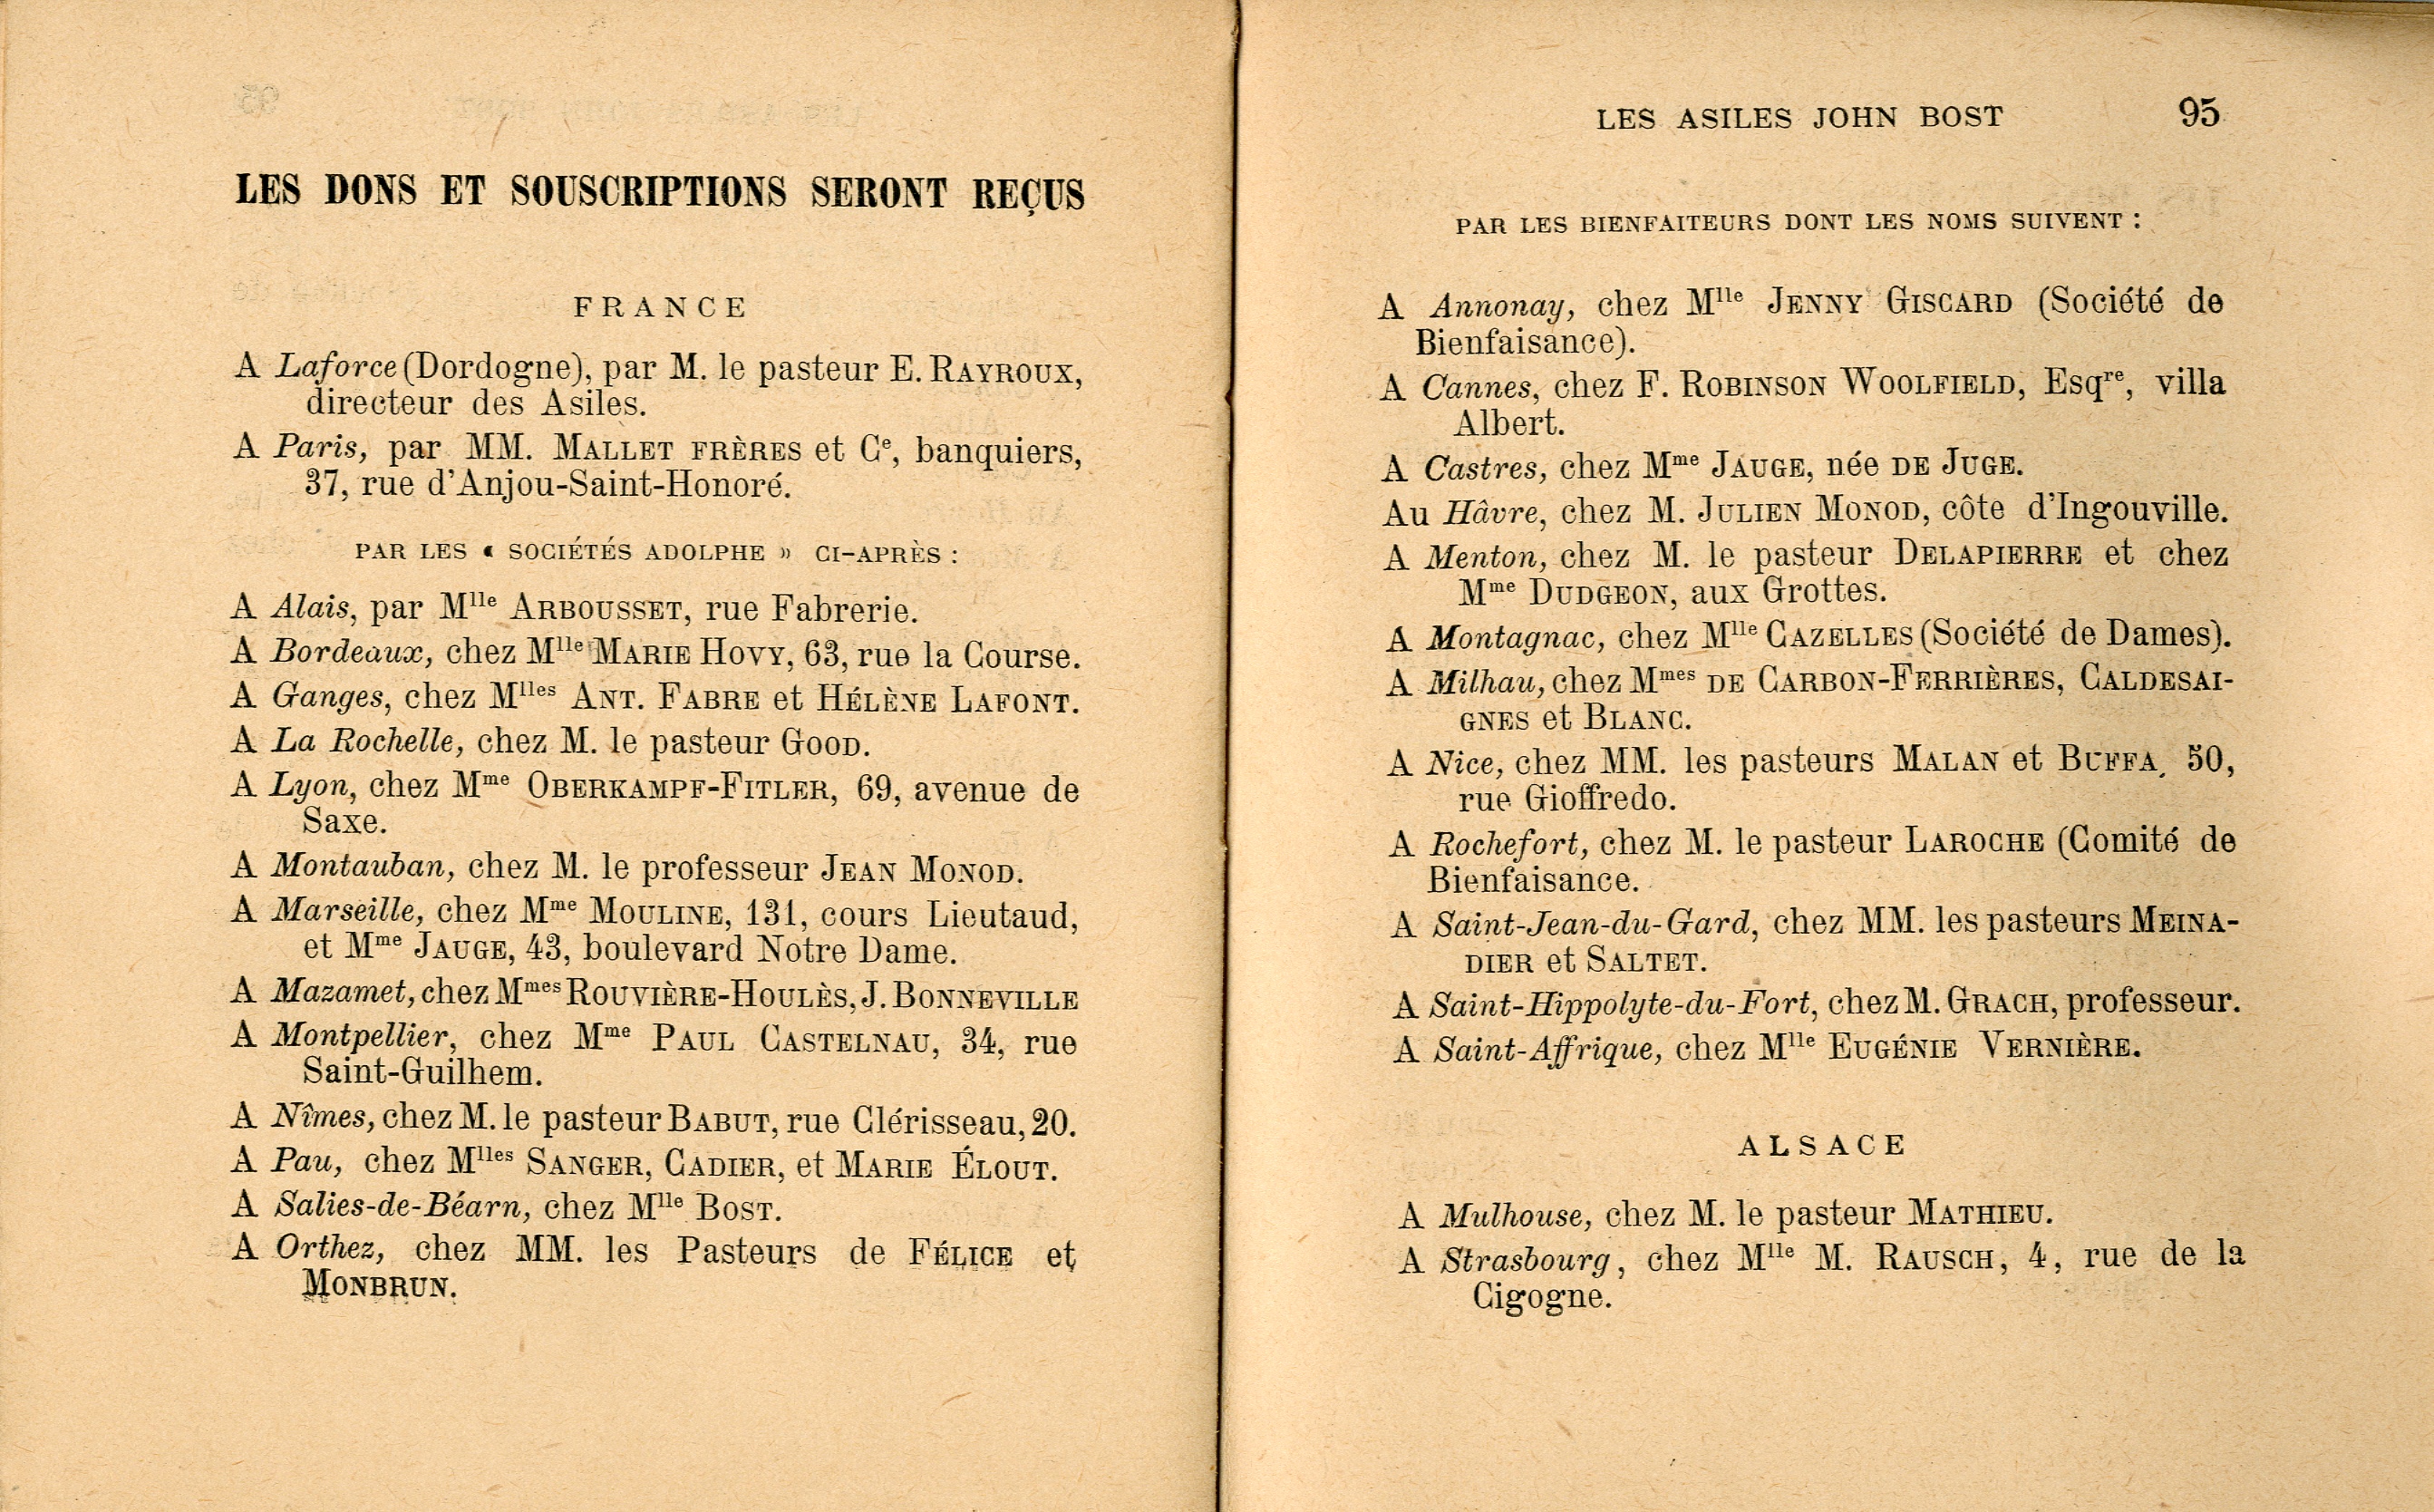 LES DONS ET SOUSCRIPTIONS SERONT REÇUS
FRANCE
A Laforce (Dordogne), par M. le pasteur E. RAYROUX,
directeur des Asiles.
A Paris, par MM. MALLET FRÈRES et Ce, banquiers,
37, rue d'Anjou-Saint-Honoré.
PAR LES « SOCIÉTÉS ADOLPHE » CI-APRÈS :
A Alais, par Mlle ARBOUSSET, rue Fabrerie.
A Bordeaux, chez Mlle MARIE HOVY, 63, rue la Course.
A Ganges, chez Mlles ANT. FABRE et HÉLÈNE LAFONT.
A La Rochelle, chez M. le pasteur GOOD.
A Lyon, chez Mme OBERKAMPF-FITLER, 69, avenue de
Saxe.
A Montauban, chez M. le professeur JEAN MONOD.
A Marseille, chez Mme MOULINE, 131, cours Lieutaud,
et Mme JAUGE, 43, boulevard Notre Dame.
A Mazamet, chez Mmes ROUVIÈRE-HOULÈS, J. BONNEVILLE
A Montpellier, chez Mme PAUL CASTELNAU, 34, rue
Saint-Guilhem.
A Nîmes, chez M. le pasteur BABUT, rue Clérisseau, 20.
A Pau, chez Mlles SANGER, CADIER, et MARIE ÉLOUT.
A Salies-de-Béarn, chez Mlle BOST.
A Orthez, chez MM. les Pasteurs de FÉLICE et
MONBRUN.
LES ASILES JOHN BOST 95
PAR LES BIENFAITEURS DONT LES NOMS SUIVENT :
A Annonay, chez Mlle JENNY GISCARD (Société de
Bienfaisance).
A Cannes, chez F. ROBINSON WOOLFIELD, Esqre, villa
Albert.
A Castres, chez Mme JAUGE, née DE JUGE.
Au Hâvre, chez M. JULIEN MONOD, côte d'Ingouville.
A Menton, chez M. le pasteur DELAPIERRE et chez
Mme DUDGEON, aux Grottes.
A Montagnac, chez Mlle CAZELLES (Société de Dames).
A Milhau, chez Mmes DE CARBON-FERRIÈRES, CALDESAI-
GNES et BLANC.
A Nice, chez MM. les pasteurs MALAN et BUFFA, 50,
rue Gioffredo.
A Rochefort, chez M. le pasteur LAROCHE (Comité de
Bienfaisance.
A Saint-Jean-du-Gard, chez MM. les pasteurs MEINA-
DIER et SALTET.
A Saint-Hippolyte-du-Fort, chez M. GRACH, professeur.
A Saint-Affrique, chez Mlle EUGÉNIE VERNIÈRE.
ALSACE
A Mulhouse, chez M. le pasteur MATHIEU.
A Strasbourg, chez Mlle M. RAUSCH, 4, rue de la
Cigogne.